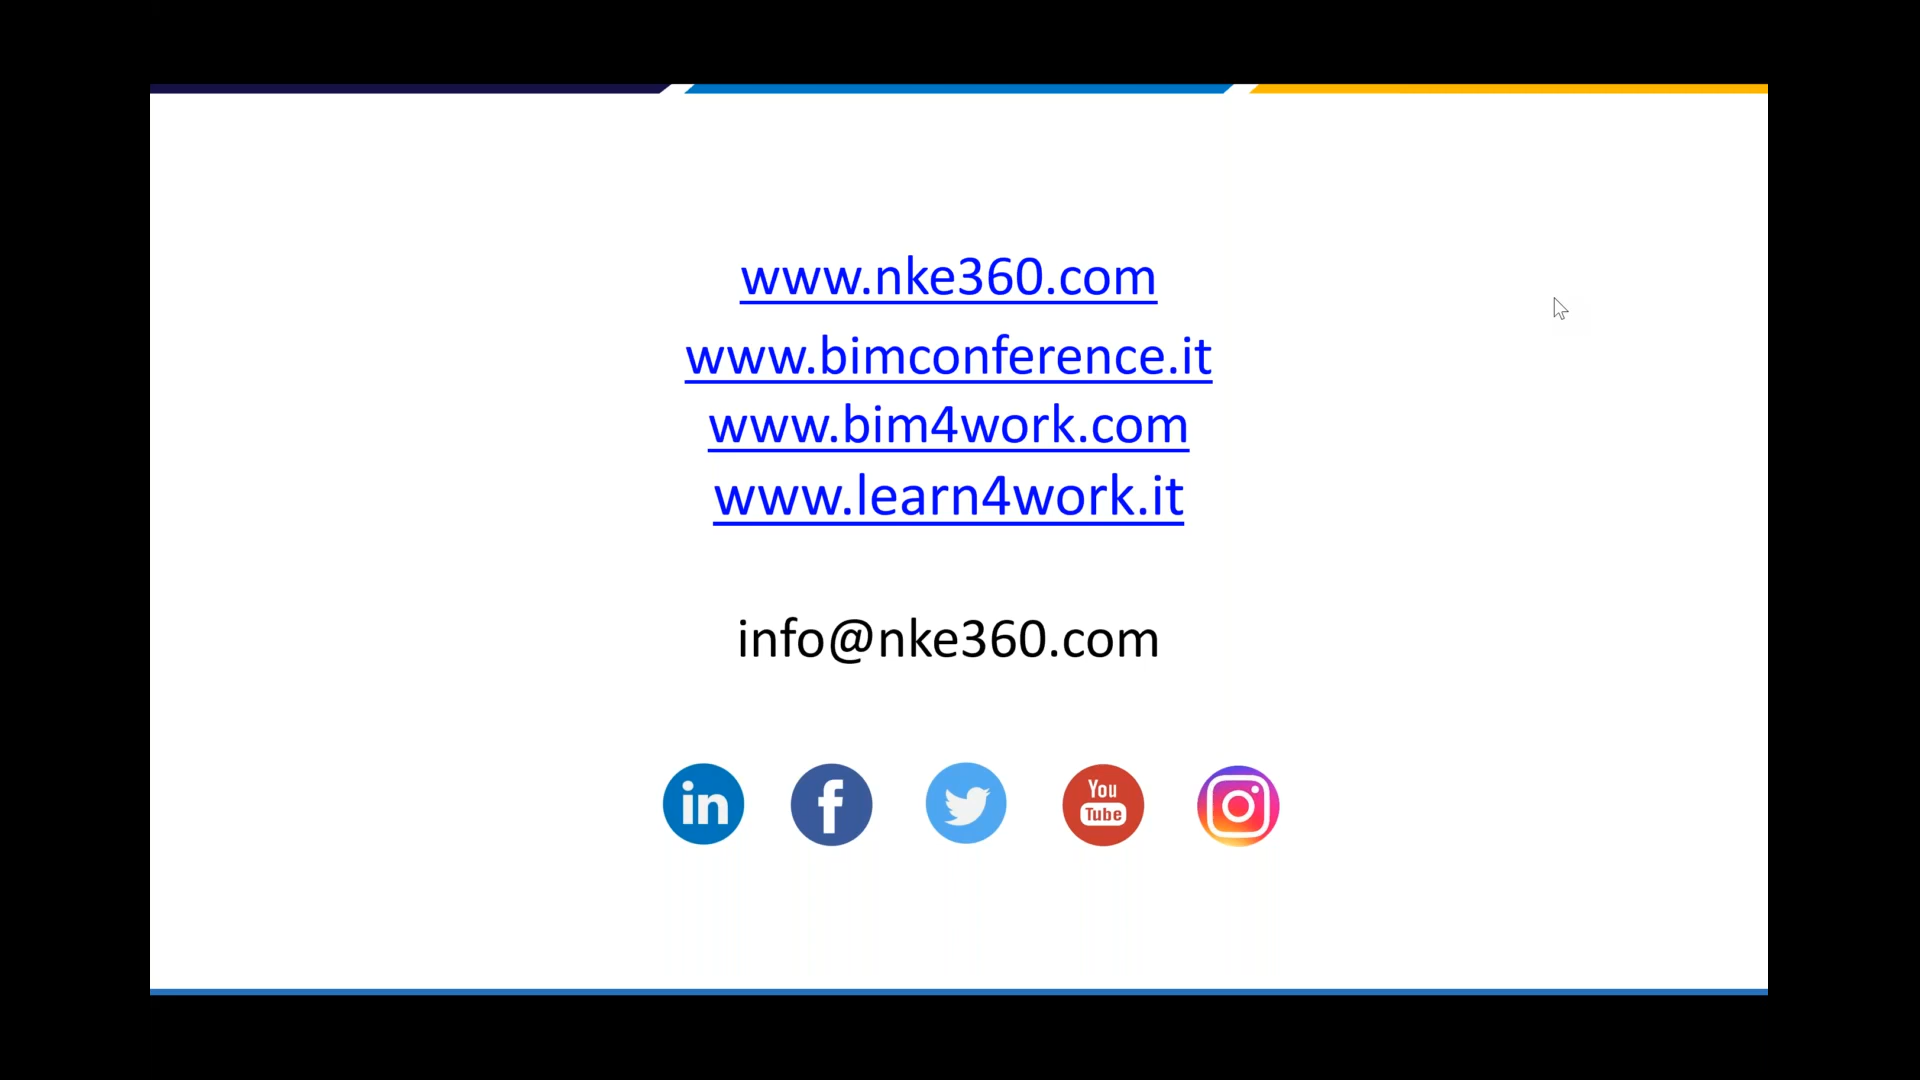 www.nke360.com
www.bimconference.it
www.bim4work.com
www.learn4work.it
info@nke360.com
in f You Tube